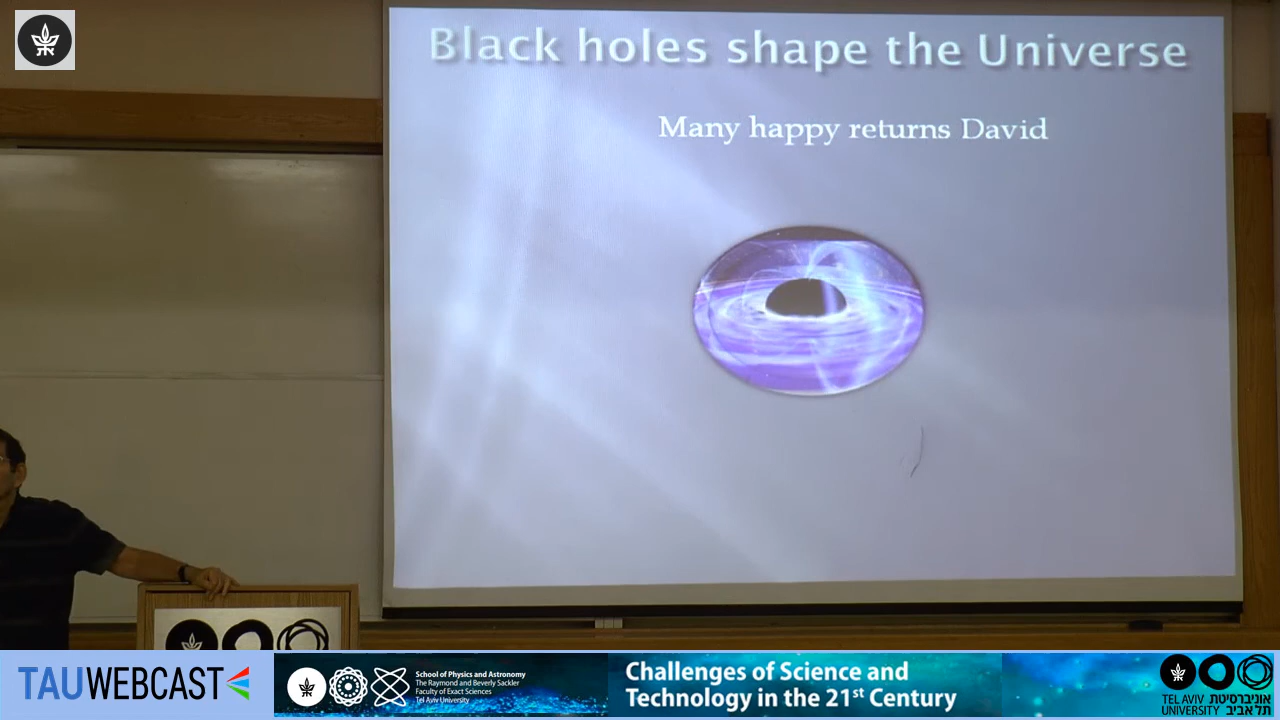 Black holes shape the Universe
Many happy returns David
TAUWEBCAST
School of Physics and Astronomy
The Raymond and Beverly Sackler
Faculty of Exact Sciences
Tel Aviv University
Challenges of Science and
Technology in the 21st Century
TEL AVIV אוניברסיטת
UNIVERSITY תל אביב